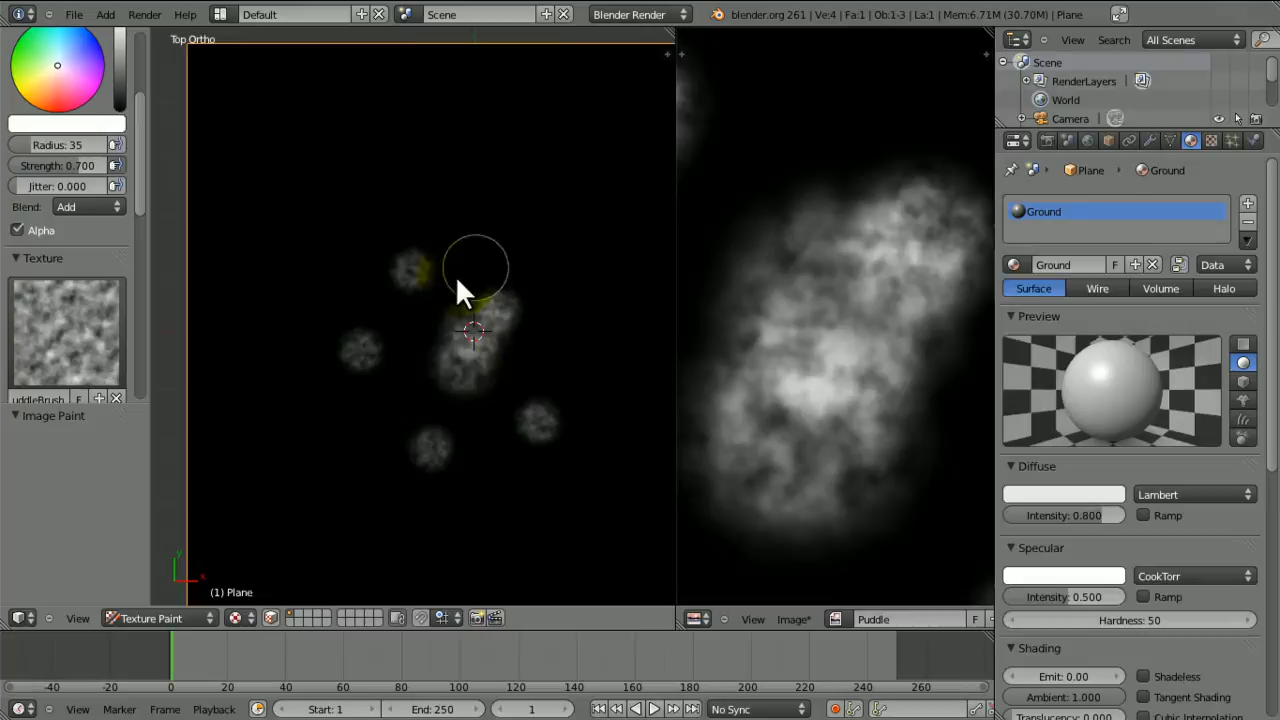 File Add Render Help Default Scene Blender Render blender.org 261 | Ve:4 | Fa:1 | Ob:1-3 | La:1 | Mem:6.71M (30.70M) | Plane
Top Ortho
Radius: 35
Strength: 0.700
Jitter: 0.000
Blend: Add
Alpha
Texture
uddleBrush F
Image Paint
(1) Plane
View Texture Paint
View Image* Puddle F
-40 -20 0 20 40 60 80 100 120 140 160 180 200 220 240 260
View Marker Frame Playback Start: 1 End: 250 1 No Sync
View Search All Scenes
Scene
RenderLayers |
World
Camera |
Plane Ground
Ground
Ground F Data
Surface Wire Volume Halo
Preview
Diffuse
Lambert
Intensity: 0.800 Ramp
Specular
CookTorr
Intensity: 0.500 Ramp
Hardness: 50
Shading
Emit: 0.00 Shadeless
Ambient: 1.000 Tangent Shading
Translucency: 0.000 Cubic Interpolation
x
y